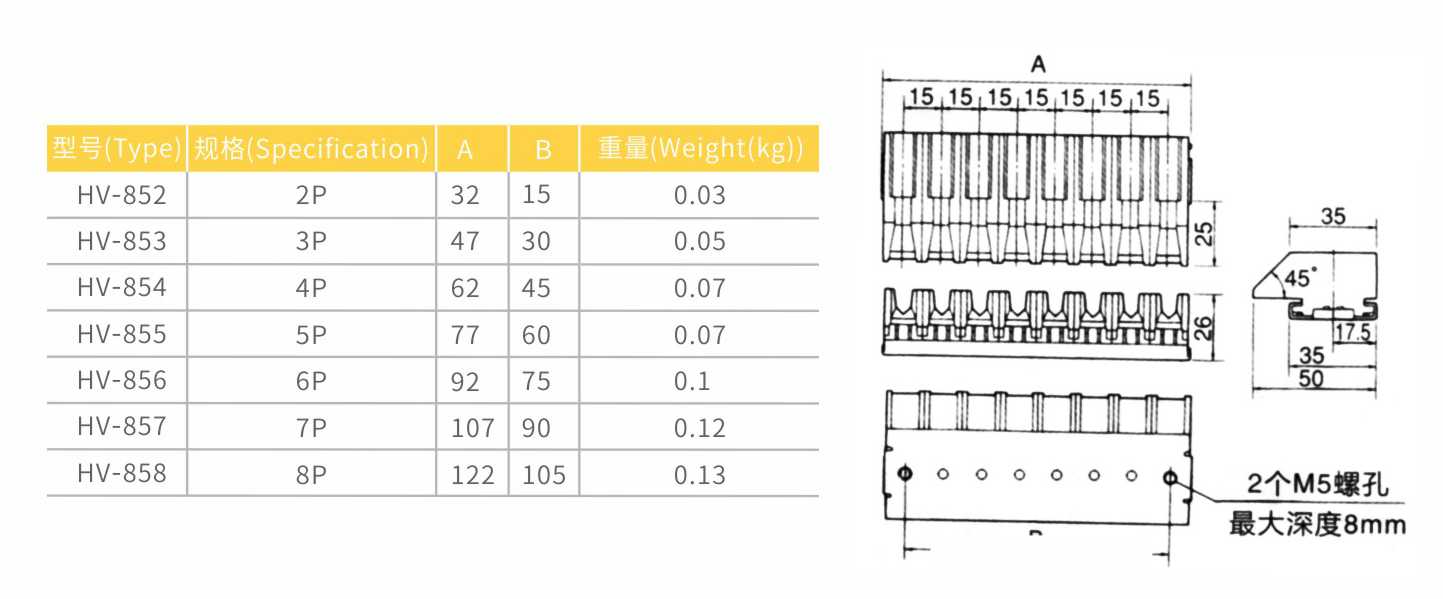 型号(Type) 规格(Specification) A B 重量(Weight(kg))
HV-852 2P 32 15 0.03
HV-853 3P 47 30 0.05
HV-854 4P 62 45 0.07
HV-855 5P 77 60 0.07
HV-856 6P 92 75 0.1
HV-857 7P 107 90 0.12
HV-858 8P 122 105 0.13
A
15 15 15 15 15 15 15
25
26
35
45°
17.5
35
50
2个M5螺孔
最大深度8mm